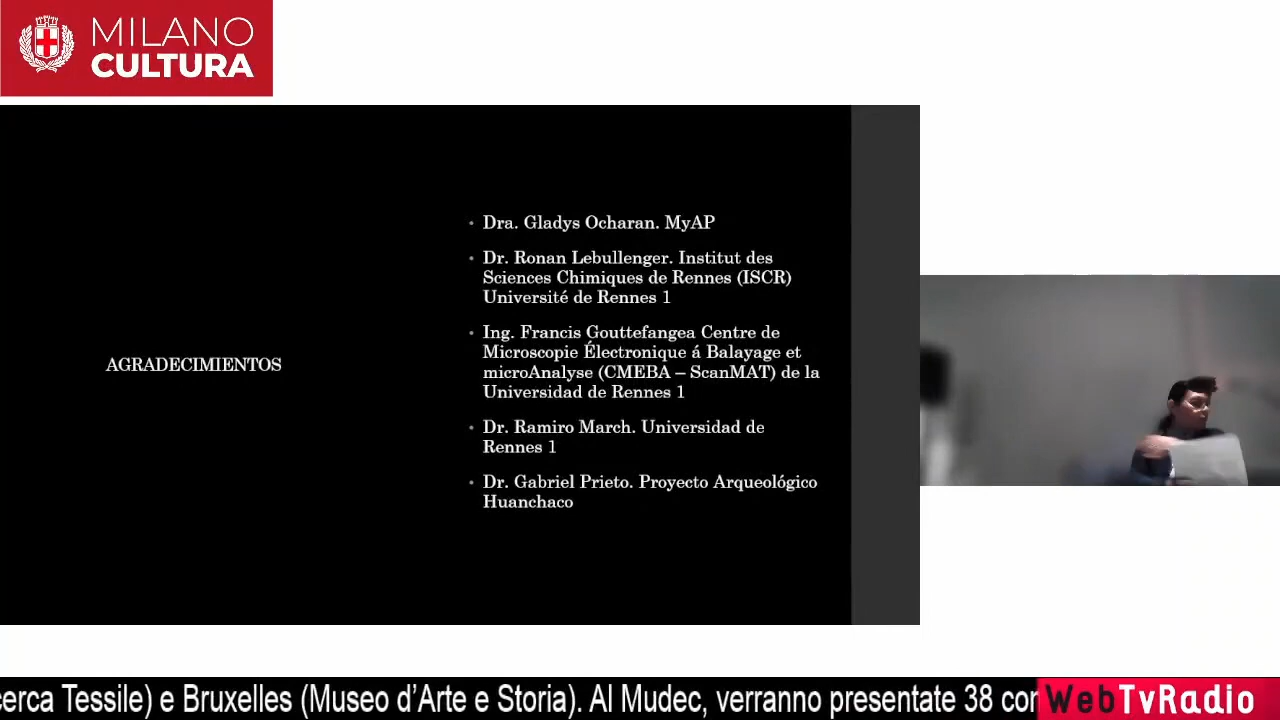 MILANO
CULTURA
AGRADECIMIENTOS
• Dra. Gladys Ocharan. MyAP
• Dr. Ronan Lebullenger. Institut des
Sciences Chimiques de Rennes (ISCR)
Université de Rennes 1
• Ing. Francis Gouttefangea Centre de
Microscopie Électronique á Balayage et
microAnalyse (CMEBA – ScanMAT) de la
Universidad de Rennes 1
• Dr. Ramiro March. Universidad de
Rennes 1
• Dr. Gabriel Prieto. Proyecto Arqueológico
Huanchaco
cerca Tessile) e Bruxelles (Museo d’Arte e Storia). Al Mudec, verranno presentate 38 con
WebTvRadio